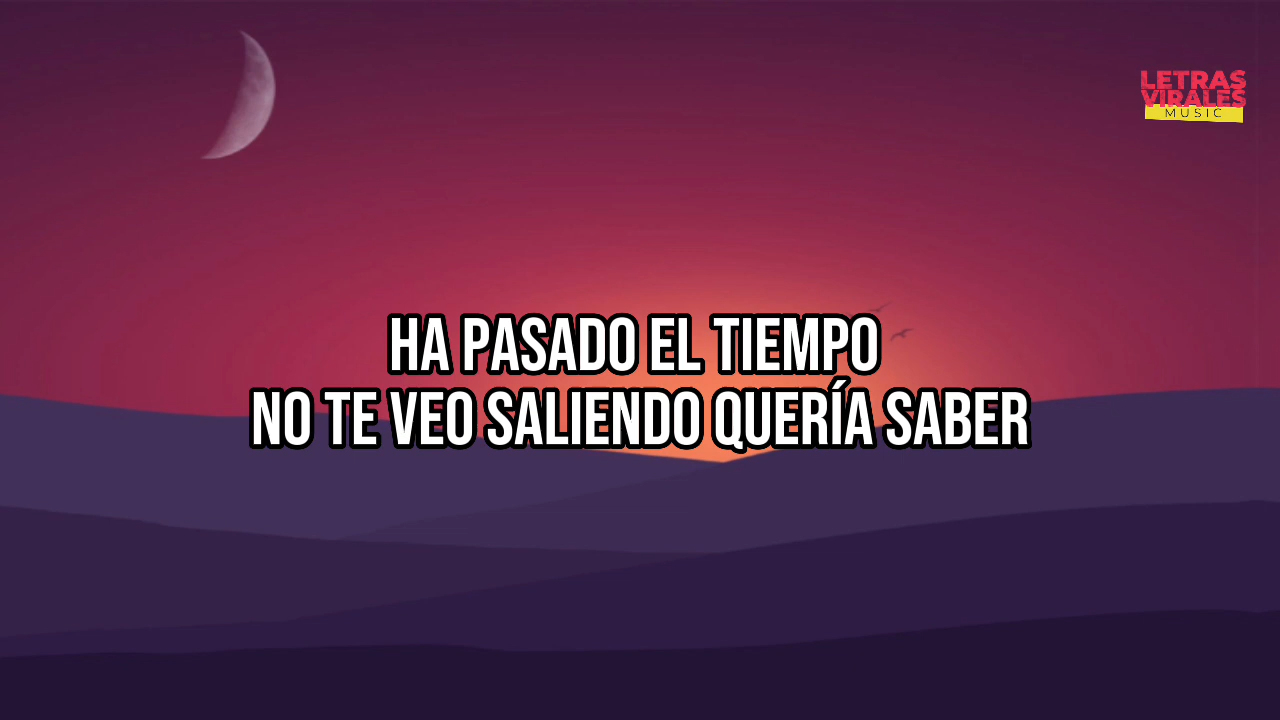 LETRAS
VIRALES
MUSIC
HA PASADO EL TIEMPO
NO TE VEO SALIENDO QUERÍA SABER